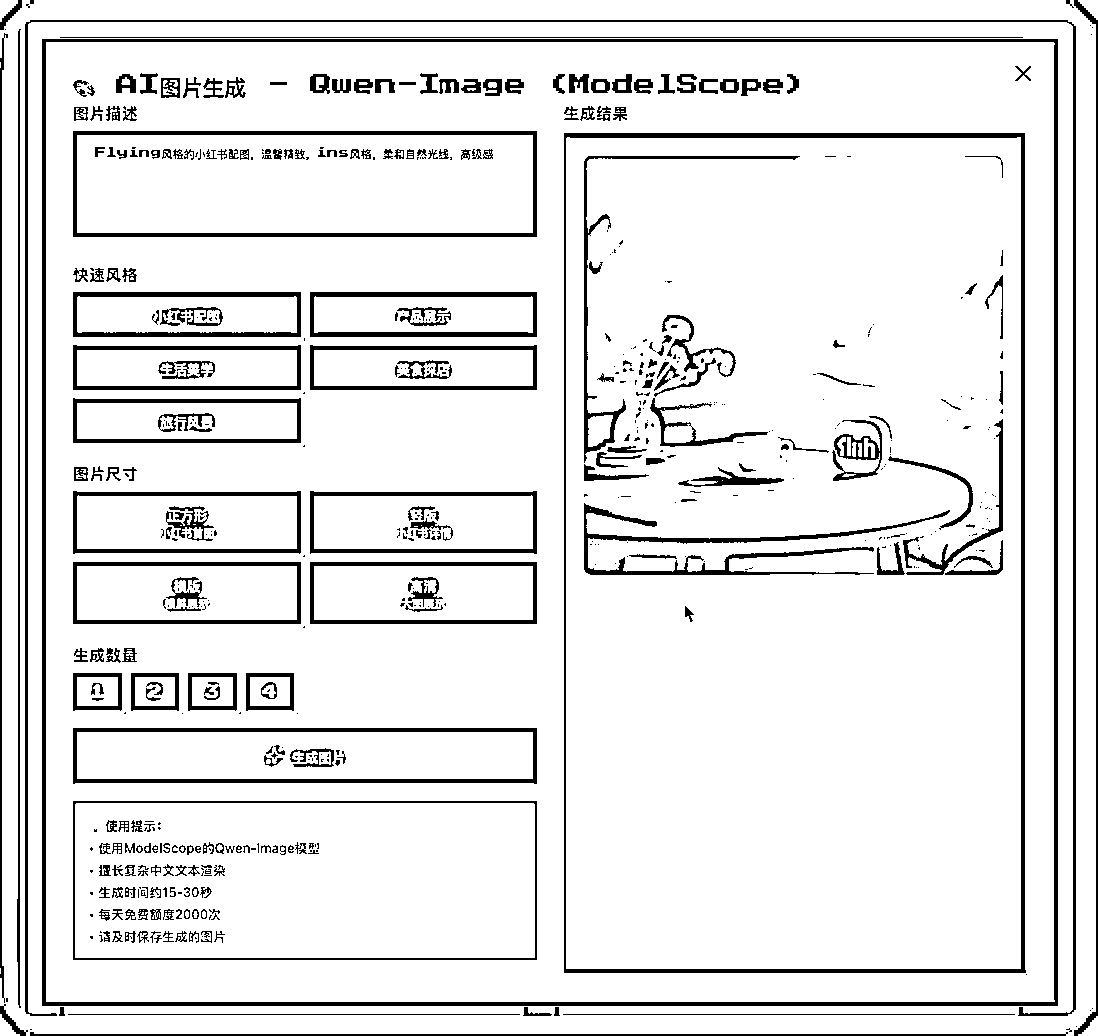 AI图片生成 - Qwen-Image (ModelScope)
图片描述
Flying风格的小红书配图，温馨精致，ins风格，柔和自然光线，高级感
快速风格
小红书配图
产品展示
生活美学
美食探店
旅行风景
图片尺寸
正方形
小红书首图
竖版
小红书详情
横版
高清
大图展示
生成数量
1
2
3
4
生成图片
使用提示：
• 使用ModelScope的Qwen-Image模型
• 擅长复杂中文文本渲染
• 生成时间约15-30秒
• 每天免费额度2000次
• 请及时保存生成的图片
生成结果